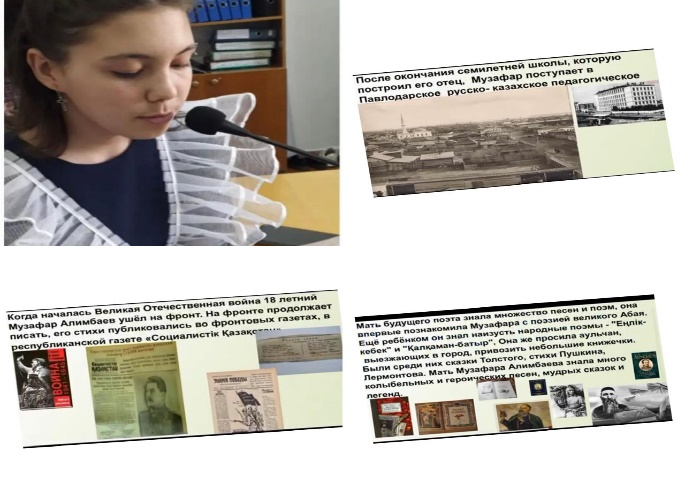 После окончания семилетней школы, которую
построил его отец, Музафар поступает в
Павлодарское русско- казахское педагогическое
Когда началась Великая Отечественная война 18 летний
Музафар Алимбаев ушёл на фронт. На фронте продолжает
писать, его стихи публиковались во фронтовых газетах, в
республиканской газете «Социалистік Қазақстан».
Мать будущего поэта знала множество песен и поэм, она
впервые познакомила Музафара с поэзией великого Абая.
Ещё ребёнком он знал наизусть народные поэмы - "Еңлік-
кебек" и "Қалқаман-батыр". Она же просила аульчан,
выезжающих в город, привозить небольшие книжечки.
Были среди них сказки Толстого, стихи Пушкина,
Лермонтова. Мать Музафара Алимбаева знала много
колыбельных и героических песен, мудрых сказок и
легенд.
ВОЙНА